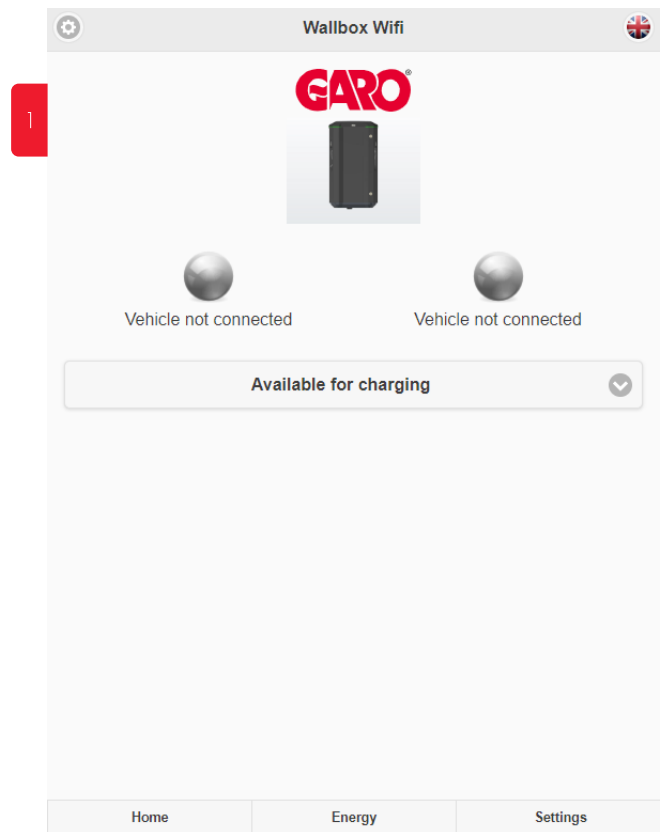 Wallbox Wifi
GARO®
1
Vehicle not connected
Vehicle not connected
Available for charging
Home Energy Settings